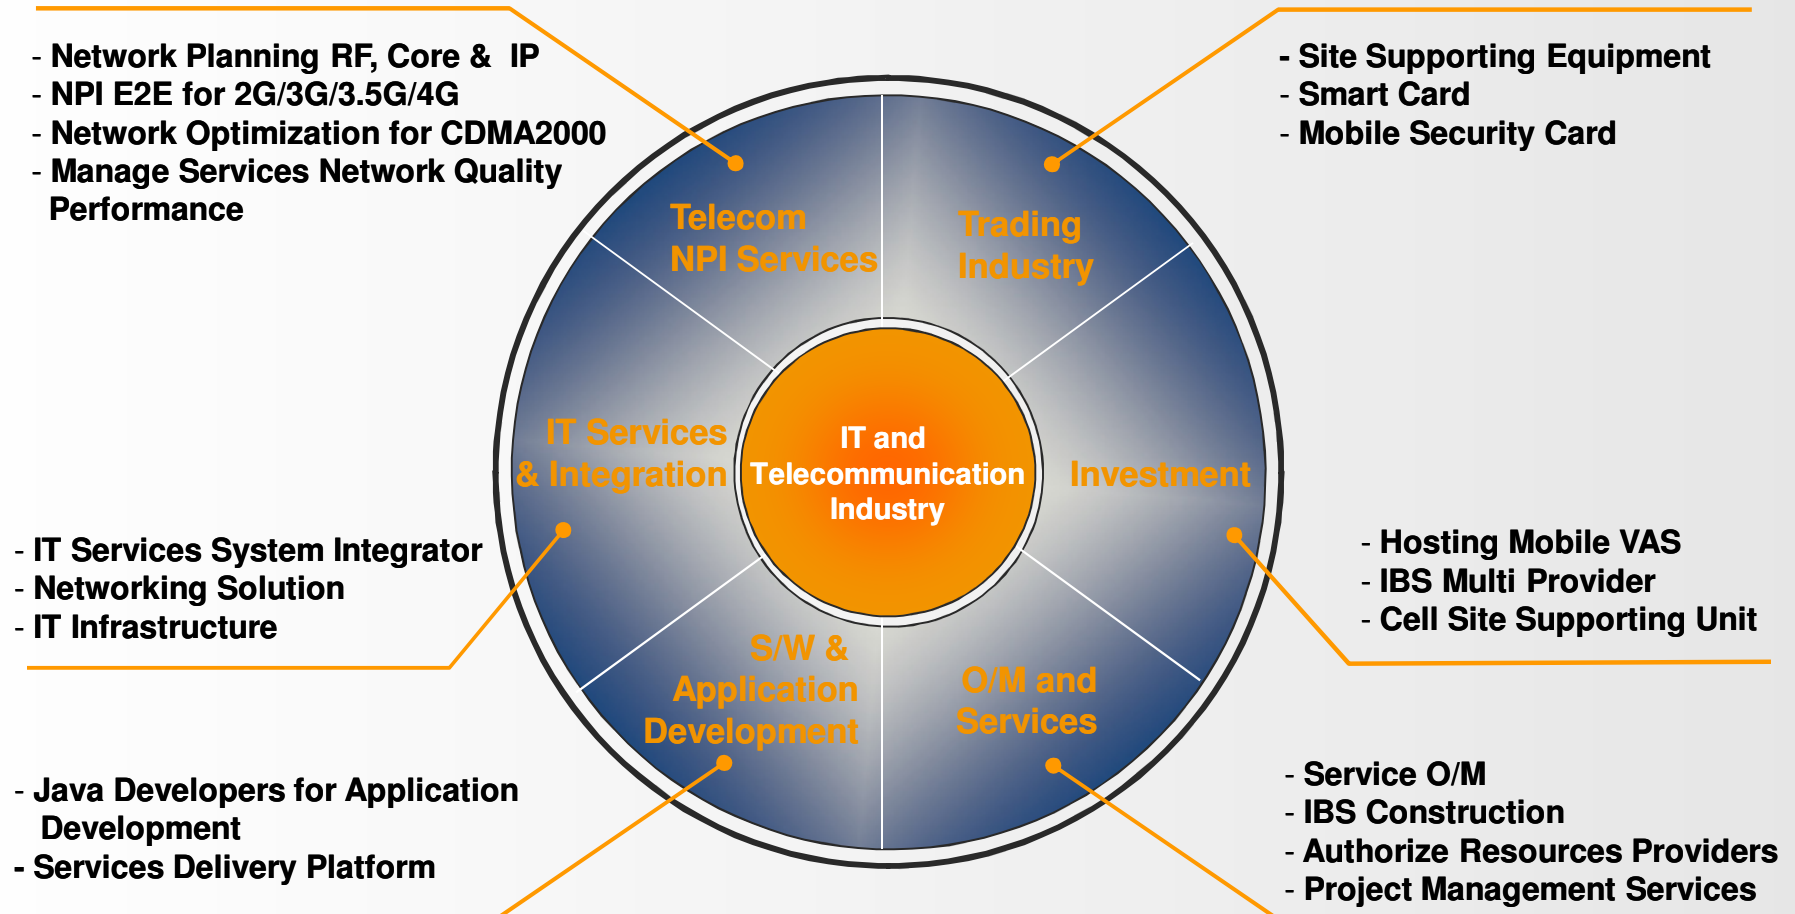 - Network Planning RF, Core & IP
- NPI E2E for 2G/3G/3.5G/4G
- Network Optimization for CDMA2000
- Manage Services Network Quality
Performance
- Site Supporting Equipment
- Smart Card
- Mobile Security Card
Telecom
NPI Services
Trading
Industry
IT Services
& Integration
IT and
Telecommunication
Industry
Investment
- IT Services System Integrator
- Networking Solution
- IT Infrastructure
- Hosting Mobile VAS
- IBS Multi Provider
- Cell Site Supporting Unit
S/W &
Application
Development
O/M and
Services
- Java Developers for Application
Development
- Services Delivery Platform
- Service O/M
- IBS Construction
- Authorize Resources Providers
- Project Management Services